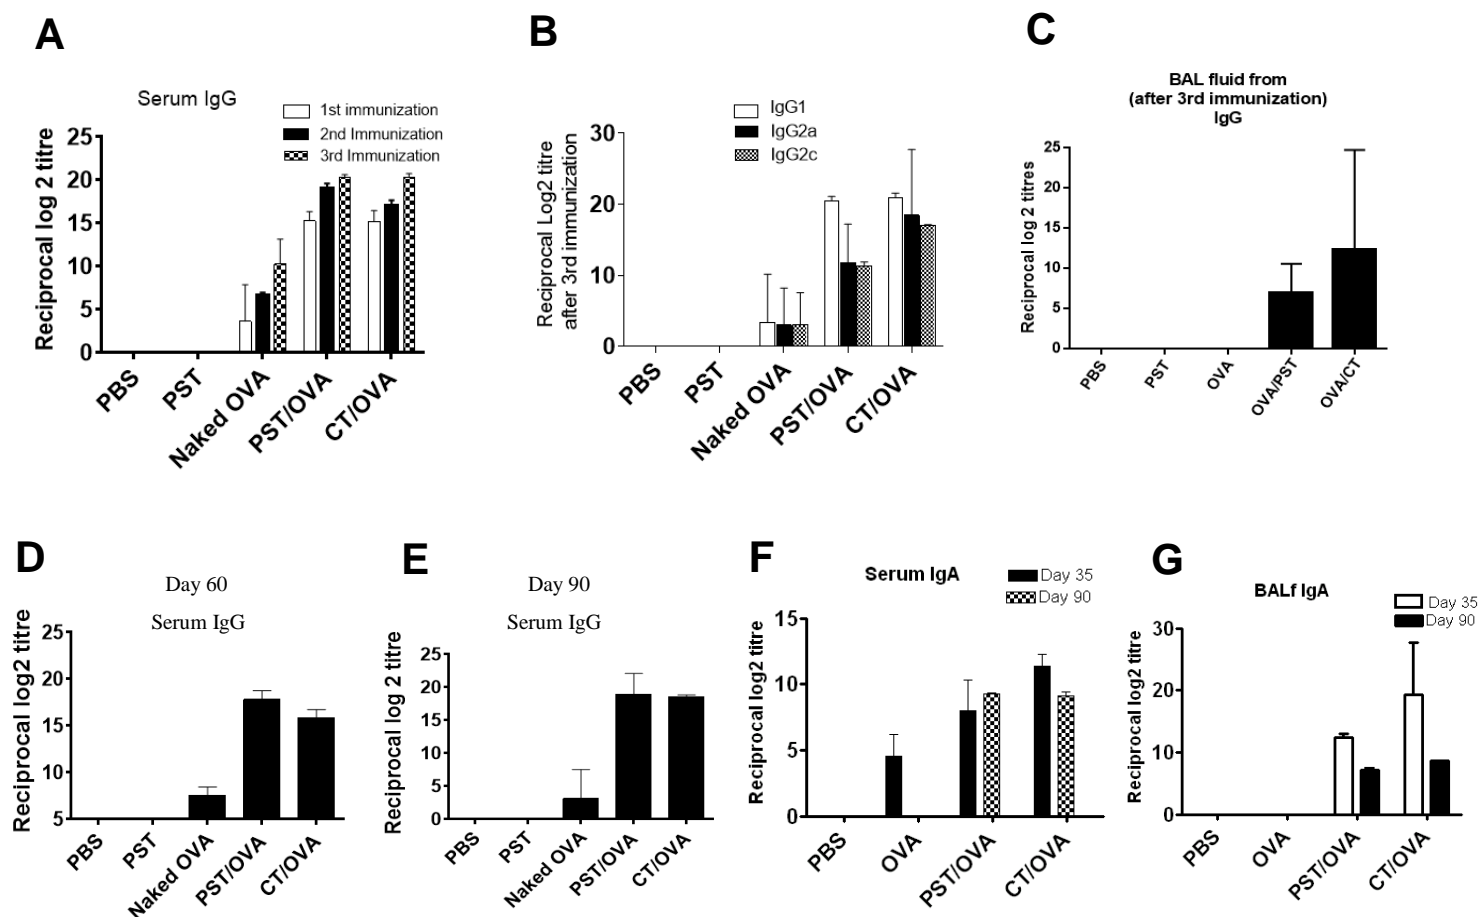 A
Serum IgG
1st immunization
2nd Immunization
3rd Immunization
Reciprocal log 2 titre
25
20
15
10
5
0
PBS
PST
Naked OVA
PST/OVA
CT/OVA
B
IgG1
IgG2a
IgG2c
Reciprocal Log2 titre
after 3rd immunization
30
20
10
0
PBS
PST
Naked OVA
PST/OVA
CT/OVA
C
BAL fluid from
(after 3rd immunization)
IgG
Reciprocal log 2 titres
25
20
15
10
5
0
PBS
PST
OVA
OVA/PST
OVA/CT
D
Day 60
Serum IgG
Reciprocal log2 titre
25
20
15
10
5
PBS
PST
Naked OVA
PST/OVA
CT/OVA
E
Day 90
Serum IgG
Reciprocal log 2 titre
25
20
15
10
5
0
PBS
PST
Naked OVA
PST/OVA
CT/OVA
F
Serum IgA
Day 35
Day 90
Reciprocal log2 titre
15
10
5
0
PBS
OVA
PST/OVA
CT/OVA
G
BALf IgA
Day 35
Day 90
Reciprocal log2 titre
30
20
10
0
PBS
OVA
PST/OVA
CT/OVA